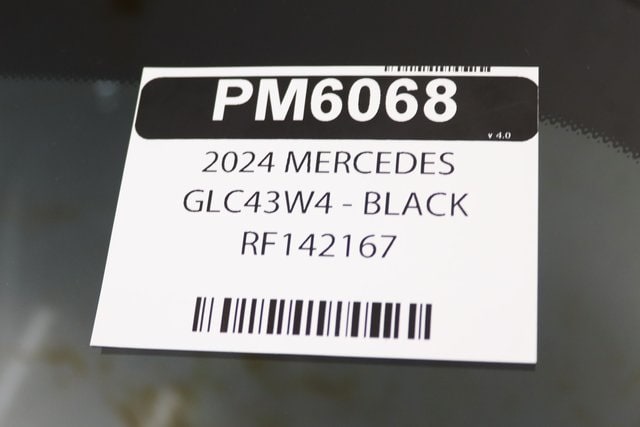 PM6068
v 4.0
2024 MERCEDES
GLC43W4 - BLACK
RF142167